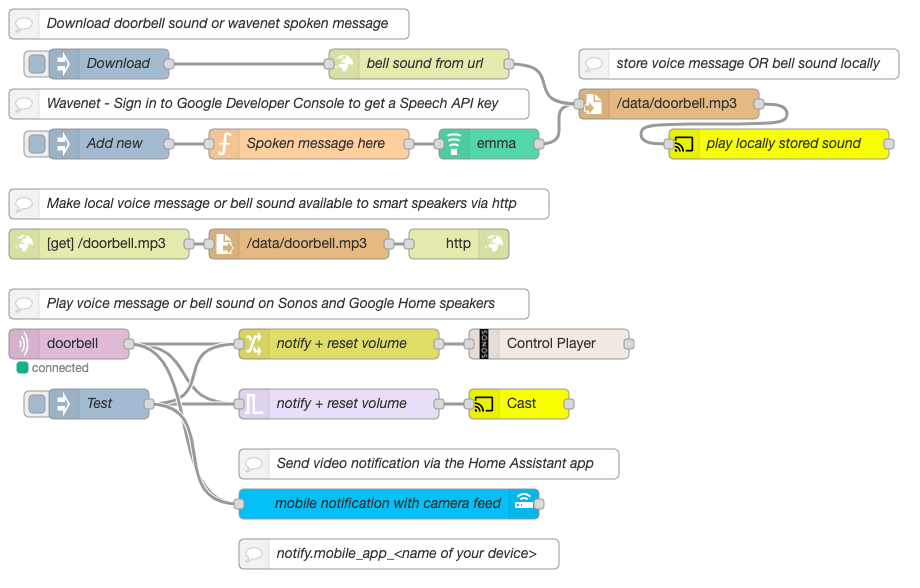 Download doorbell sound or wavenet spoken message
Download
bell sound from url
store voice message OR bell sound locally
Wavenet - Sign in to Google Developer Console to get a Speech API key
/data/doorbell.mp3
Add new
Spoken message here
emma
play locally stored sound
Make local voice message or bell sound available to smart speakers via http
[get] /doorbell.mp3
/data/doorbell.mp3
http
Play voice message or bell sound on Sonos and Google Home speakers
doorbell
notify + reset volume
SONOS
Control Player
connected
Test
notify + reset volume
Cast
Send video notification via the Home Assistant app
mobile notification with camera feed
notify.mobile_app_<name of your device>